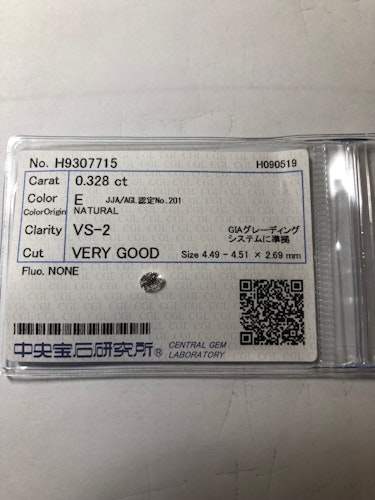 No. H9307715 H090519
Carat 0.328 ct
Color E JJA/AGL認定No.201
ColorOrigin NATURAL
Clarity VS-2 GIAグレーディング
システムに準拠
Cut VERY GOOD Size 4.49 - 4.51 × 2.69 mm
Fluo. NONE
中央宝石研究所® CENTRAL GEM
LABORATORY